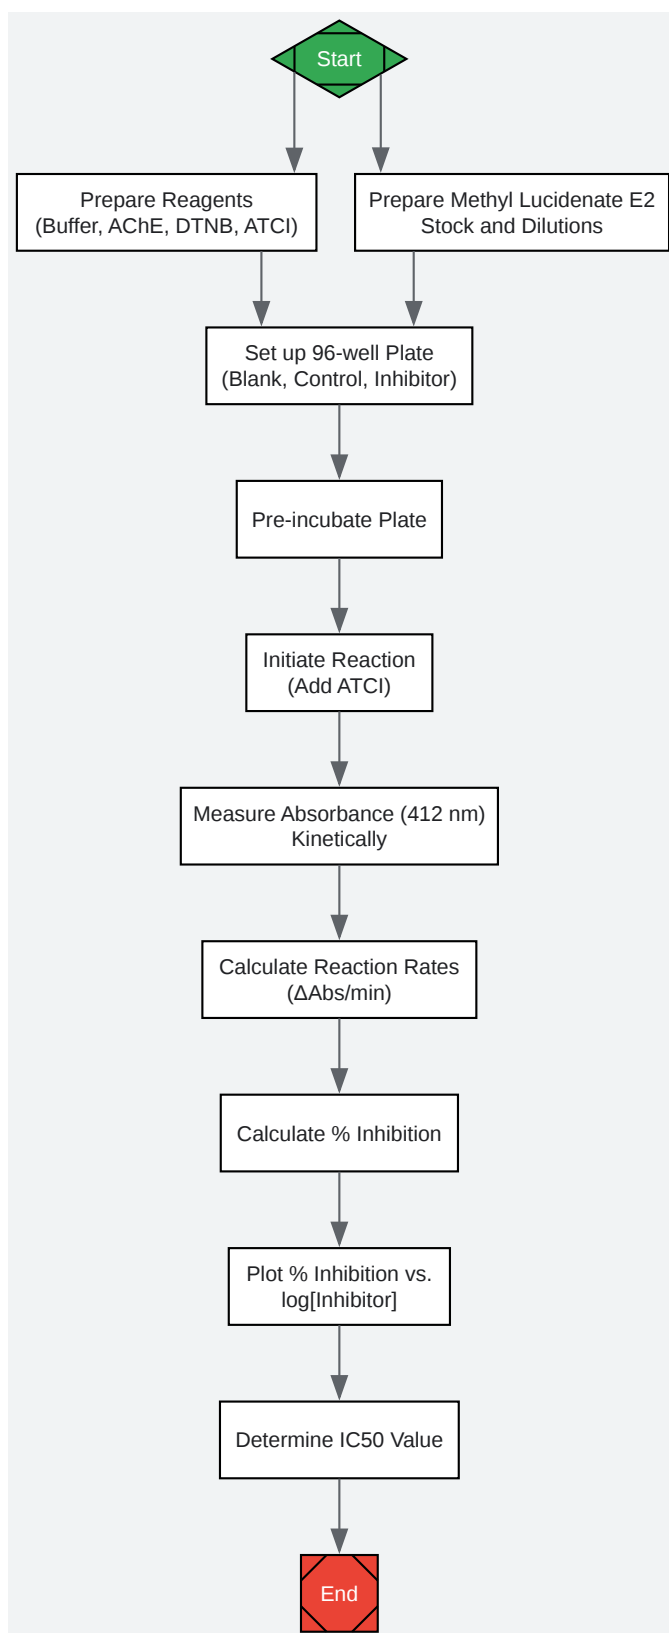 Start
Prepare Reagents
(Buffer, AChE, DTNB, ATCI)
Prepare Methyl Lucidenate E2
Stock and Dilutions
Set up 96-well Plate
(Blank, Control, Inhibitor)
Pre-incubate Plate
Initiate Reaction
(Add ATCI)
Measure Absorbance (412 nm)
Kinetically
Calculate Reaction Rates
(ΔAbs/min)
Calculate % Inhibition
Plot % Inhibition vs.
log[Inhibitor]
Determine IC50 Value
End